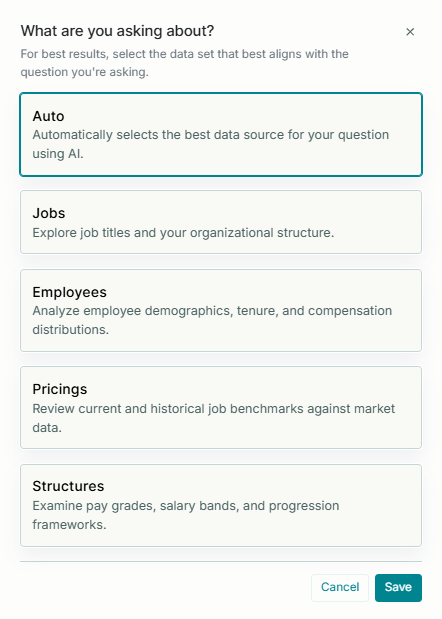 What are you asking about?
×
For best results, select the data set that best aligns with the
question you're asking.
Auto
Automatically selects the best data source for your question
using AI.
Jobs
Explore job titles and your organizational structure.
Employees
Analyze employee demographics, tenure, and compensation
distributions.
Pricings
Review current and historical job benchmarks against market
data.
Structures
Examine pay grades, salary bands, and progression
frameworks.
Cancel
Save